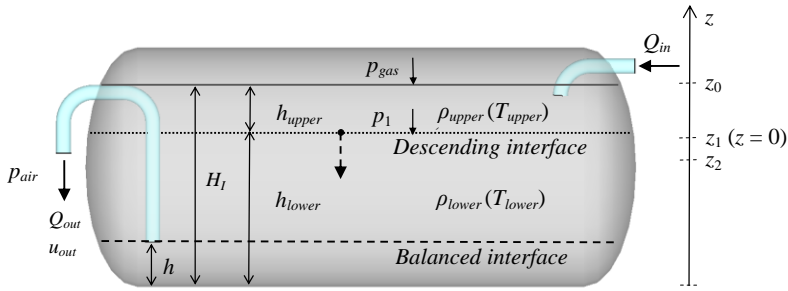 z
Q_in
p_gas
z_0
h_upper
p_1
ρ_upper (T_upper)
z_1 (z = 0)
Descending interface
z_2
p_air
H_I
Q_out
h_lower
ρ_lower (T_lower)
u_out
h
Balanced interface